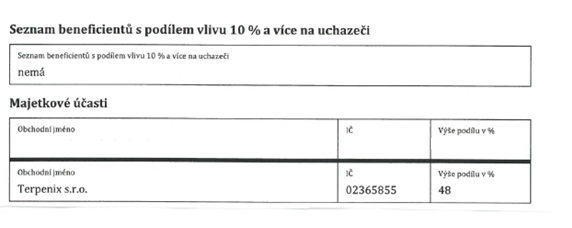 Seznam beneficientů s podílem vlivu 10 % a více na uchazeči
Seznam beneficientů s podílem vlivu 10 % a více na uchazeči
nemá
Majetkové účasti
Obchodní jméno IČ Výše podílu v %
Obchodní jméno IČ Výše podílu v %
Terpenix s.r.o. 02365855 48